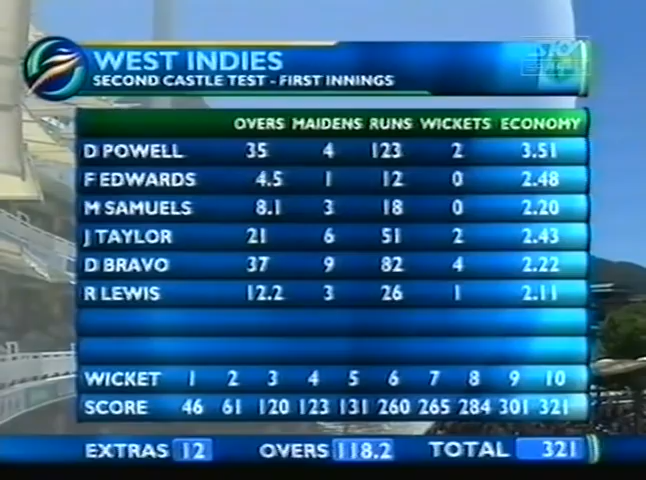 WEST INDIES
SECOND CASTLE TEST - FIRST INNINGS
SKY
OVERS MAIDENS RUNS WICKETS ECONOMY
D POWELL 35 4 123 2 3.51
F EDWARDS 4.5 1 12 0 2.48
M SAMUELS 8.1 3 18 0 2.20
J TAYLOR 21 6 51 2 2.43
D BRAVO 37 9 82 4 2.22
R LEWIS 12.2 3 26 1 2.11
WICKET 1 2 3 4 5 6 7 8 9 10
SCORE 46 61 120 123 131 260 265 284 301 321
EXTRAS 12 OVERS 118.2 TOTAL 321